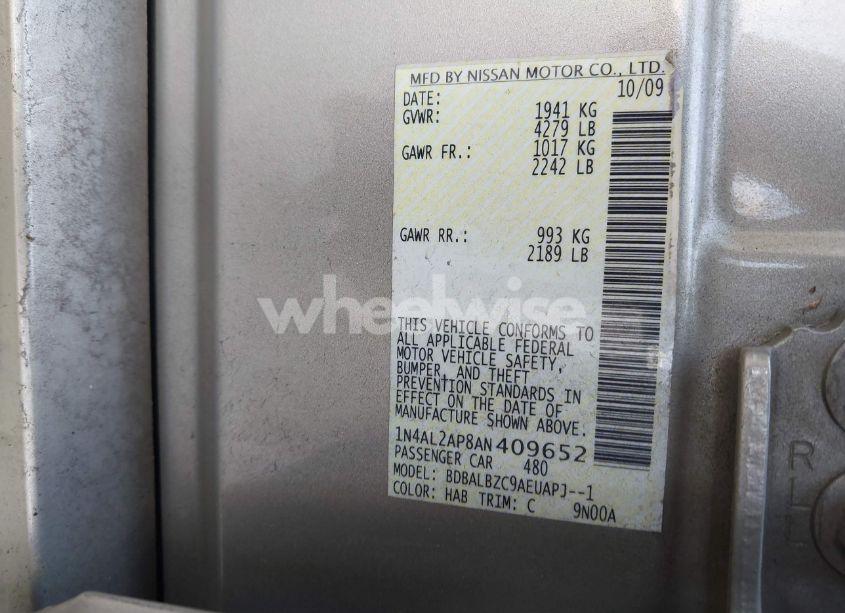 MFD BY NISSAN MOTOR CO., LTD.
DATE: 10/09
GVWR: 1941 KG
4279 LB
GAWR FR.: 1017 KG
2242 LB
GAWR RR.: 993 KG
2189 LB
wheelwise
THIS VEHICLE CONFORMS TO
ALL APPLICABLE FEDERAL
MOTOR VEHICLE SAFETY,
BUMPER, AND THEFT
PREVENTION STANDARDS IN
EFFECT ON THE DATE OF
MANUFACTURE SHOWN ABOVE.
1N4AL2AP8AN409652
PASSENGER CAR 480
MODEL: BDBALBZC9AEUAPJ--1
COLOR: HAB TRIM: C 9N00A
R
L